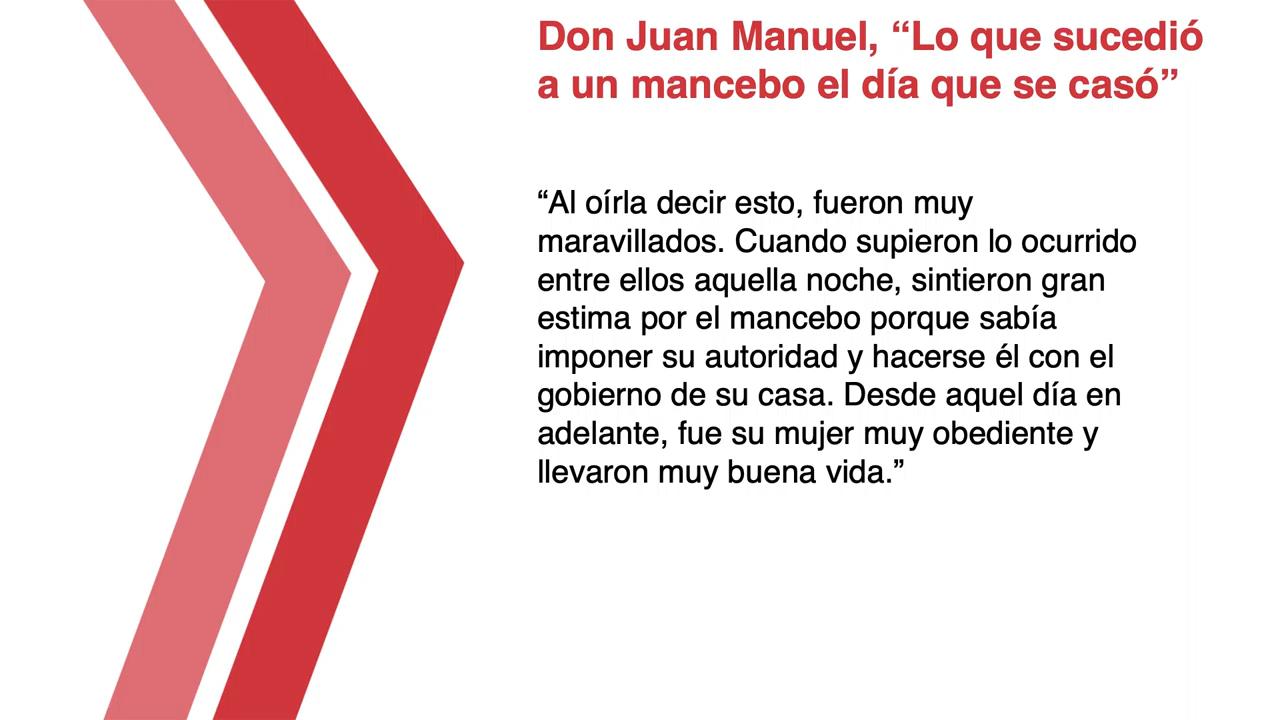 Don Juan Manuel, “Lo que sucedió
a un mancebo el día que se casó”
“Al oírla decir esto, fueron muy
maravillados. Cuando supieron lo ocurrido
entre ellos aquella noche, sintieron gran
estima por el mancebo porque sabía
imponer su autoridad y hacerse él con el
gobierno de su casa. Desde aquel día en
adelante, fue su mujer muy obediente y
llevaron muy buena vida.”